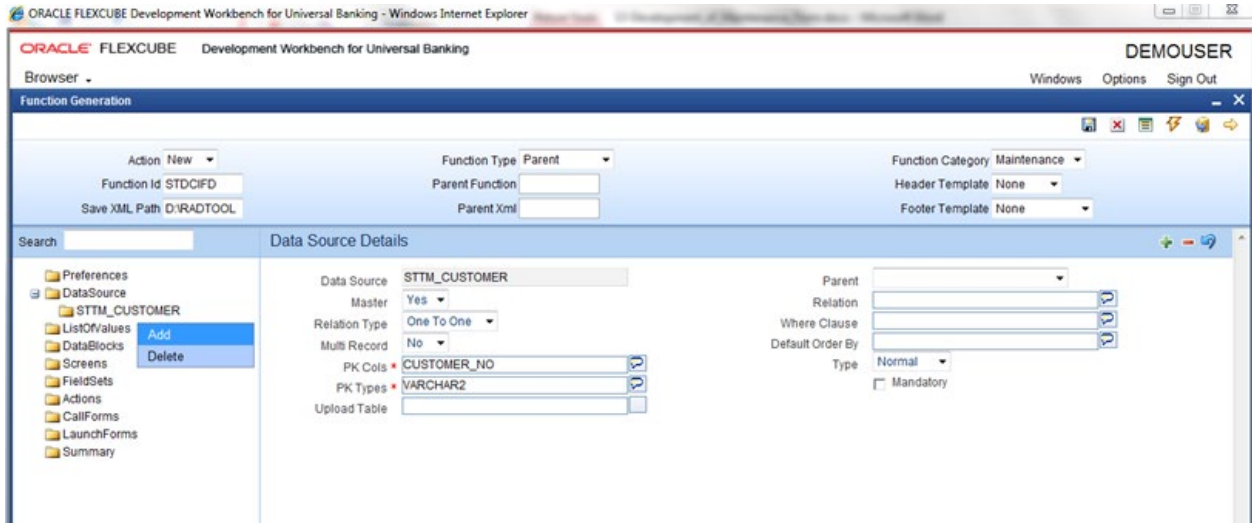 ORACLE FLEXCUBE Development Workbench for Universal Banking - Windows Internet Explorer
ORACLE FLEXCUBE Development Workbench for Universal Banking
DEMOUSER
Browser
Windows Options Sign Out
Function Generation
Action New Function Type Parent Function Category Maintenance
Function Id STDCIFD Parent Function Header Template None
Save XML Path D:\RADTOOL Parent Xml Footer Template None
Search
Data Source Details
Preferences
DataSource
STTM_CUSTOMER
ListOfValues
DataBlocks
Screens
FieldSets
Actions
CallForms
LaunchForms
Summary
Add
Delete
Data Source STTM_CUSTOMER
Master Yes
Relation Type One To One
Multi Record No
PK Cols * CUSTOMER_NO
PK Types * VARCHAR2
Upload Table
Parent
Relation
Where Clause
Default Order By
Type Normal
Mandatory